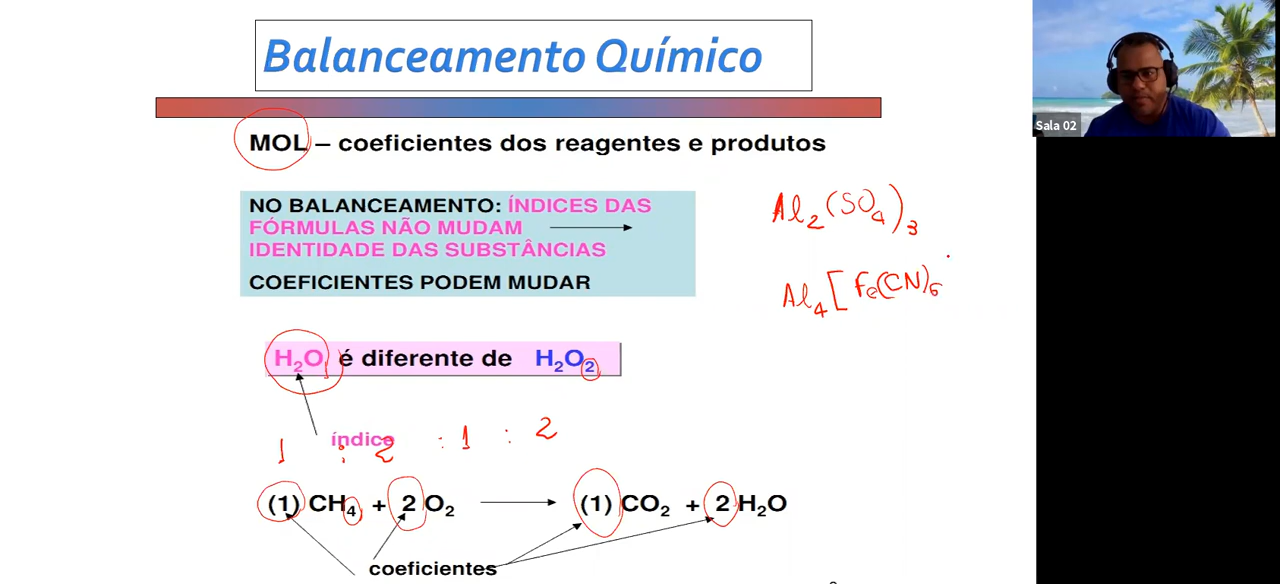 Balanceamento Químico
MOL – coeficientes dos reagentes e produtos
NO BALANCEAMENTO: ÍNDICES DAS
FÓRMULAS NÃO MUDAM
IDENTIDADE DAS SUBSTÂNCIAS
COEFICIENTES PODEM MUDAR
H₂O₁ é diferente de H₂O₂
índice
1 : 2 : 1 : 2
(1) CH₄ + 2 O₂ ⟶ (1) CO₂ + 2 H₂O
coeficientes
Al₂(SO₄)₃
Al₄[Fe(CN)₆
Sala 02